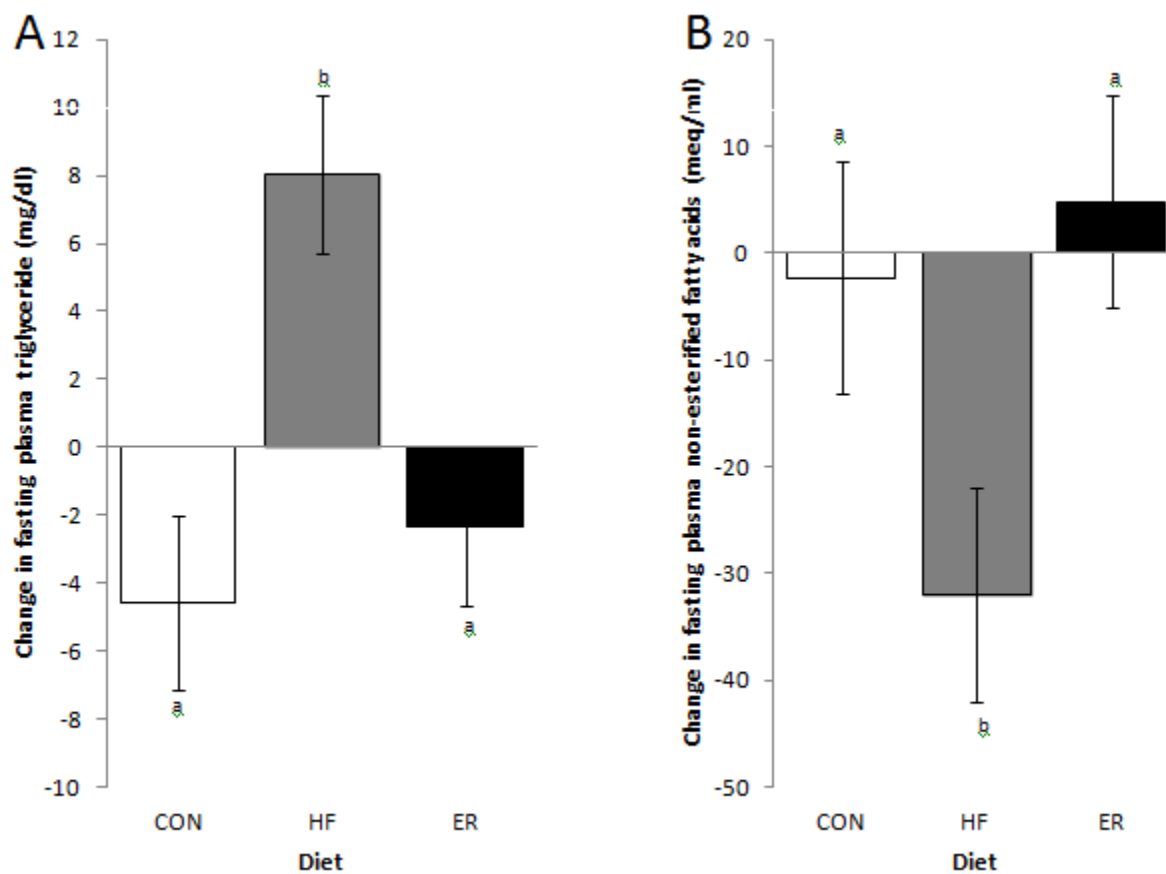 A
Change in fasting plasma triglyceride (mg/dl)
12
10
8
6
4
2
0
-2
-4
-6
-8
-10
a
b
a
CON HF ER
Diet
B
Change in fasting plasma non-esterified fatty acids (meq/ml)
20
10
0
-10
-20
-30
-40
-50
a
b
a
CON HF ER
Diet